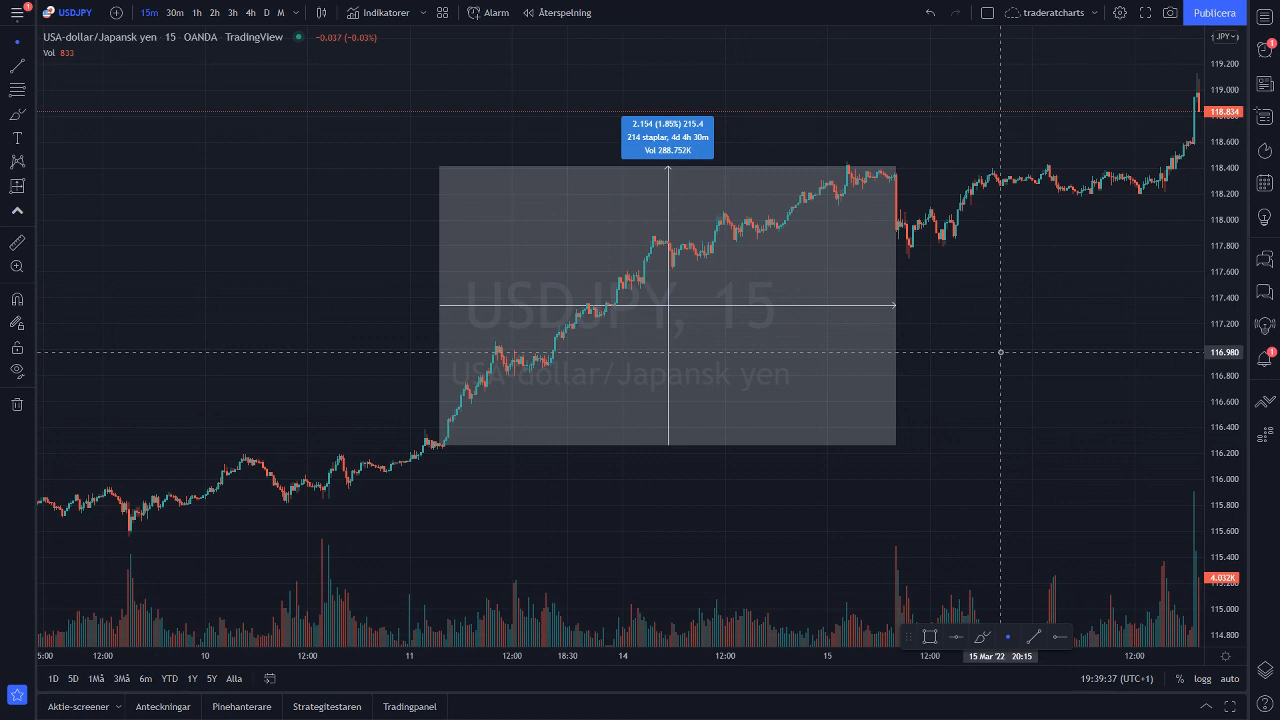 11
USDJPY
15m 30m 1h 2h 3h 4h D M
Indikatorer
Alarm
Återspelning
traderatcharts
Publicera
USA-dollar/Japansk yen · 15 · OANDA · TradingView
−0.037 (−0.03%)
JPY
Vol 833
119.200
119.000
118.834
118.600
118.400
118.200
118.000
117.800
117.600
117.400
117.200
116.980
116.800
116.600
116.400
116.200
116.000
115.800
115.600
115.400
4.032K
115.200
115.000
114.800
2.154 (1.85%) 215.4
214 staplar, 4d 4h 30m
Vol 288.752K
USDJPY, 15
USA-dollar/Japansk yen
1
1
5:00 12:00 10 12:00 11 12:00 18:30 14 12:00 15 12:00 15 Mar '22 20:15 12:00
1D 5D 1Må 3Må 6m YTD 1Y 5Y Alla
19:39:37 (UTC+1) % logg auto
Aktie-screener Anteckningar Pinehanterare Strategitestaren Tradingpanel